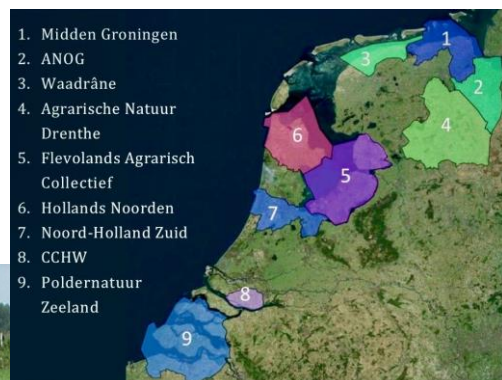 1. Midden Groningen
2. ANOG
3. Waadrâne
4. Agrarische Natuur
Drenthe
5. Flevolands Agrarisch
Collectief
6. Hollands Noorden
7. Noord-Holland Zuid
8. CCHW
9. Poldernatuur
Zeeland
1
2
3
4
5
6
7
8
9